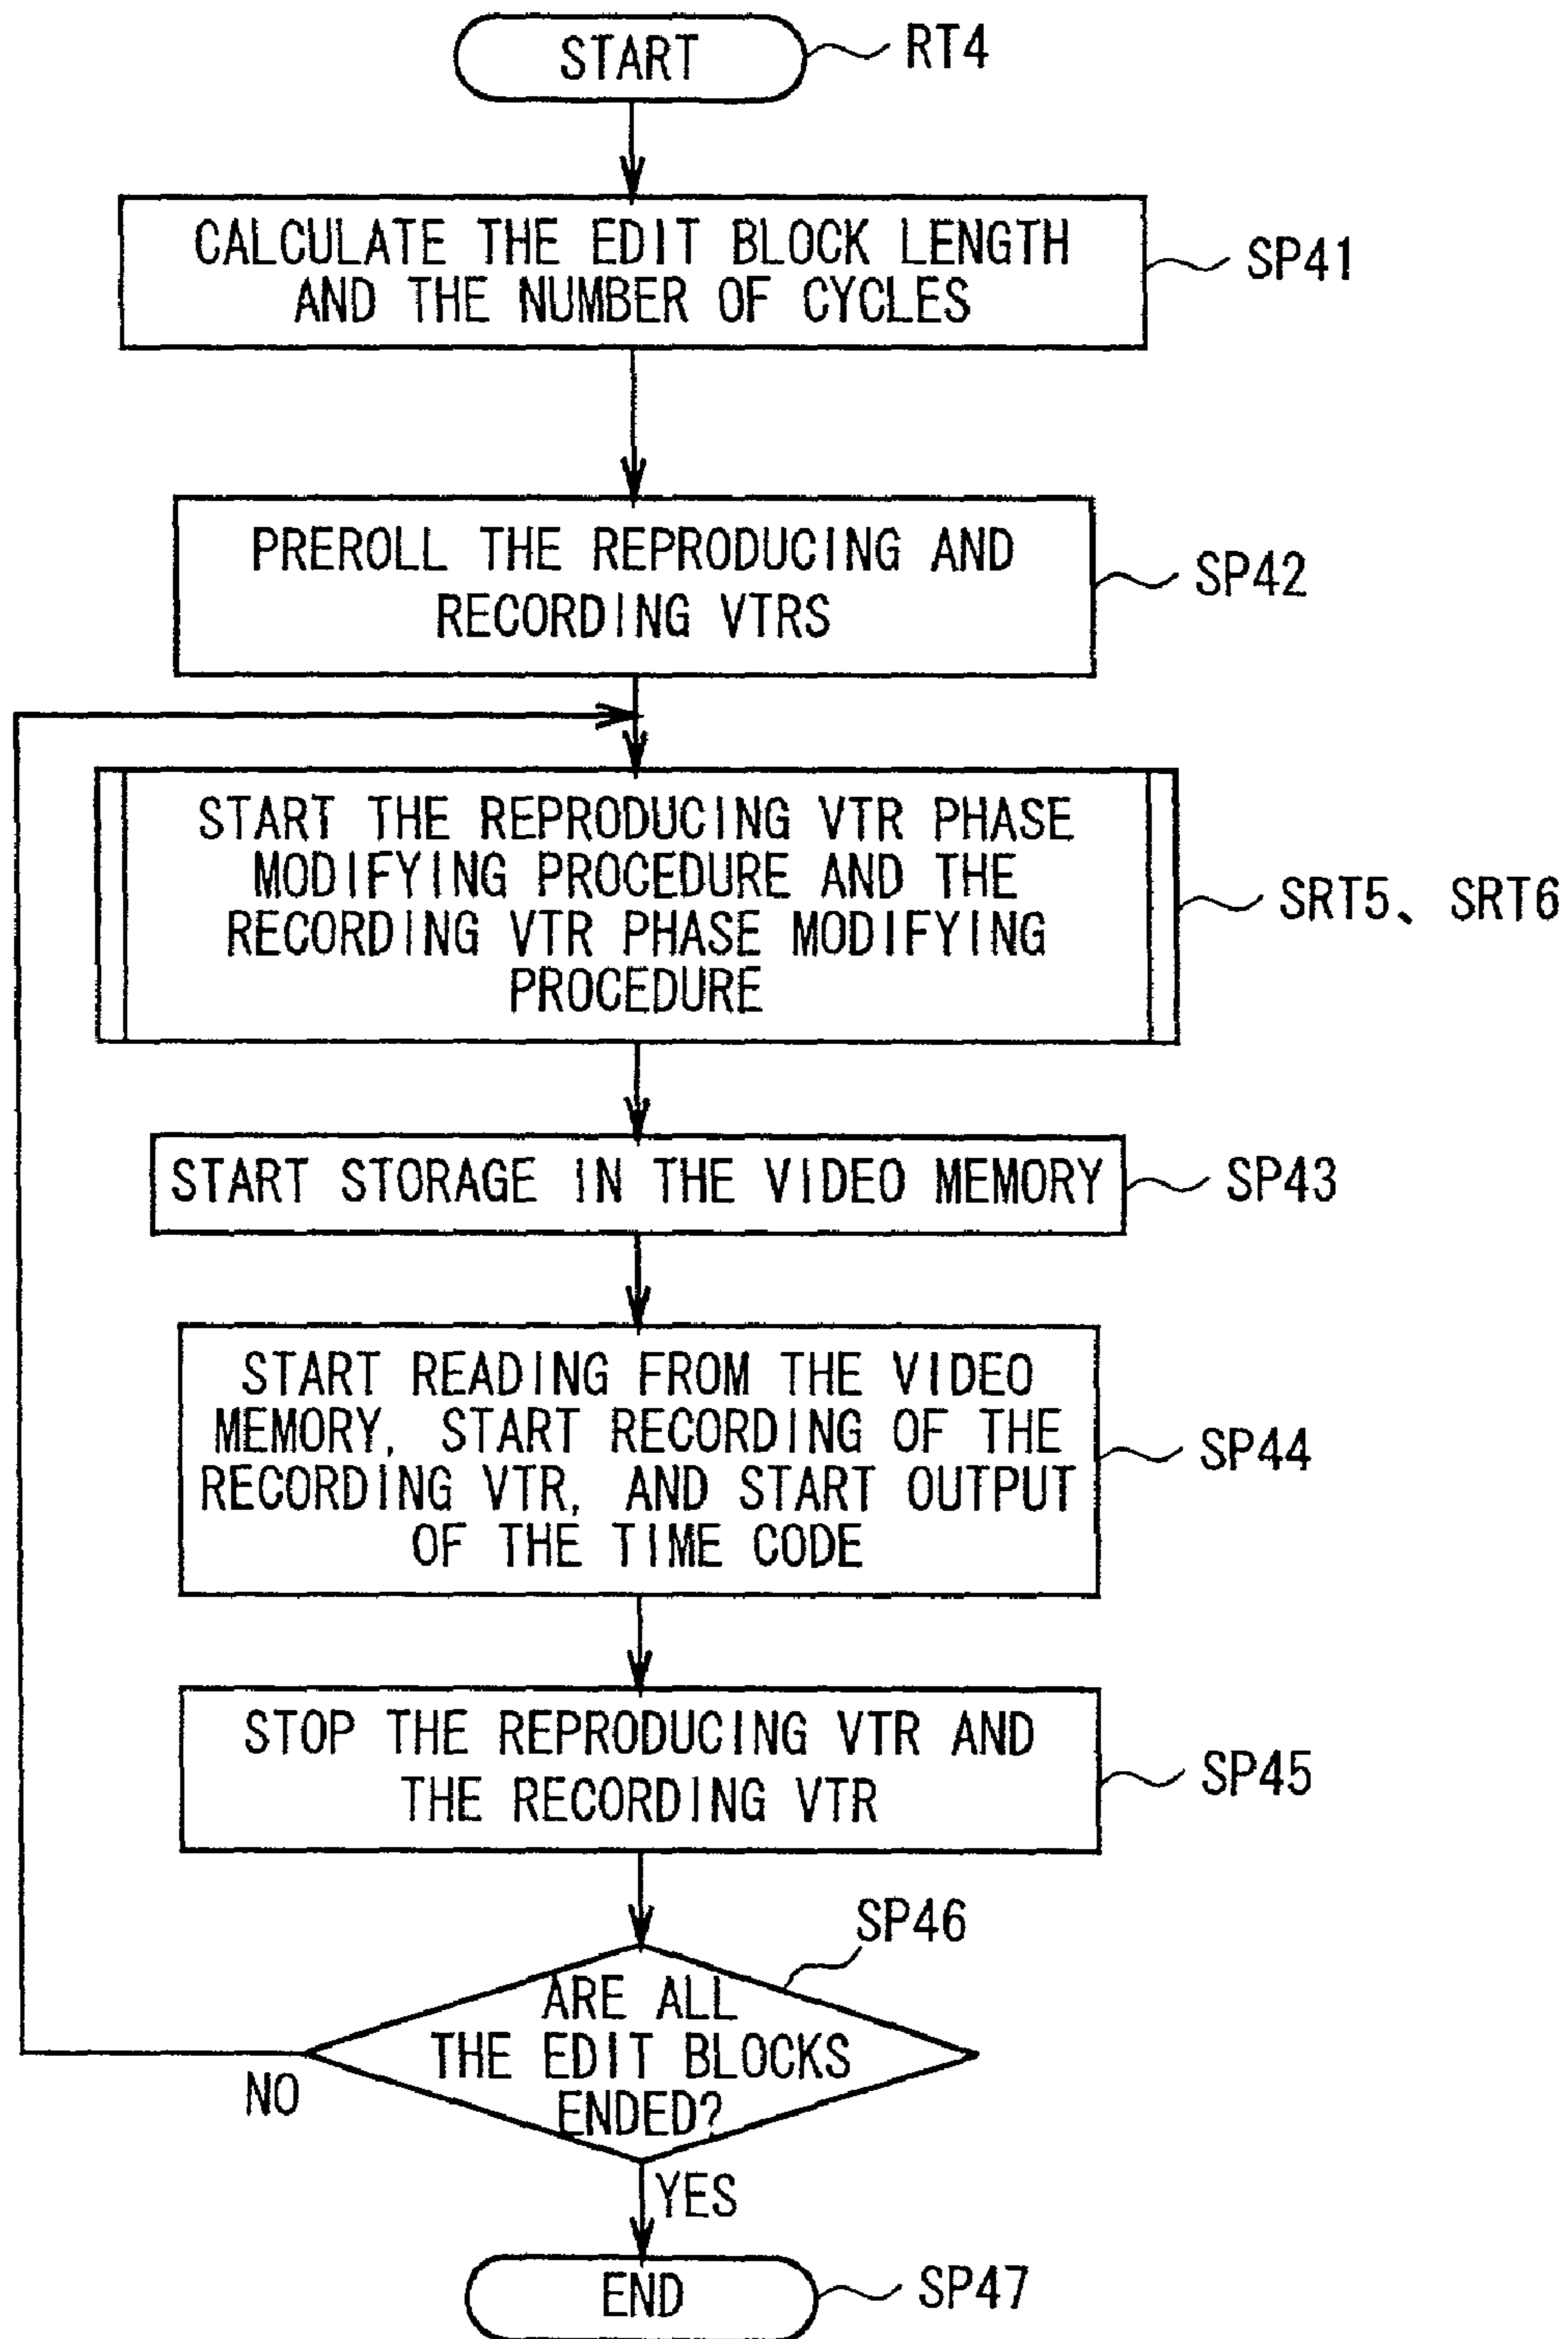 START
RT4
CALCULATE THE EDIT BLOCK LENGTH
AND THE NUMBER OF CYCLES
SP41
PREROLL THE REPRODUCING AND
RECORDING VTRS
SP42
START THE REPRODUCING VTR PHASE
MODIFYING PROCEDURE AND THE
RECORDING VTR PHASE MODIFYING
PROCEDURE
SRT5、SRT6
START STORAGE IN THE VIDEO MEMORY
SP43
START READING FROM THE VIDEO
MEMORY, START RECORDING OF THE
RECORDING VTR, AND START OUTPUT
OF THE TIME CODE
SP44
STOP THE REPRODUCING VTR AND
THE RECORDING VTR
SP45
SP46
ARE ALL
THE EDIT BLOCKS
ENDED?
NO
YES
END
SP47